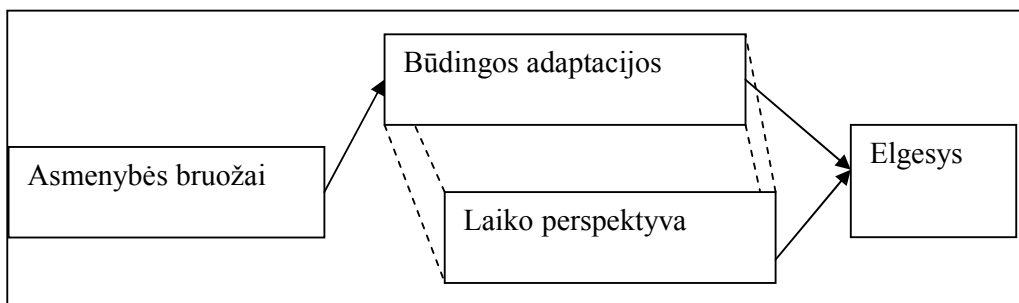 Būdingos adaptacijos
Asmenybės bruožai
Elgesys
Laiko perspektyva